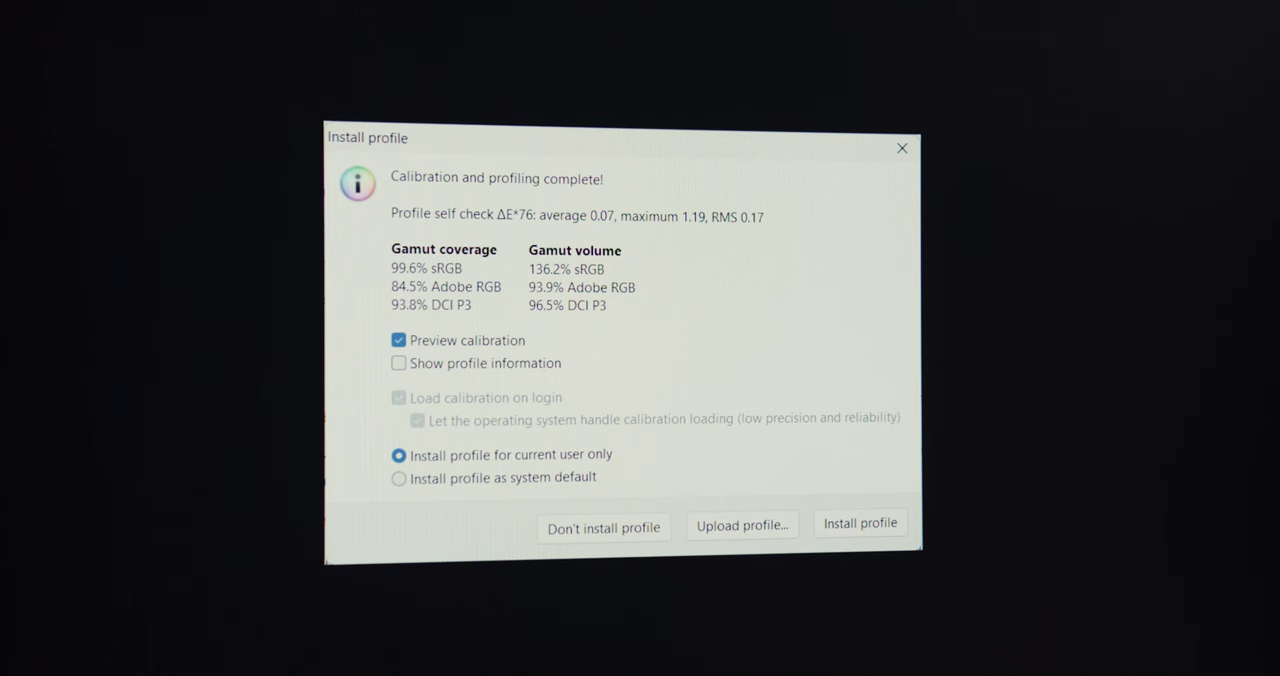 Install profile
Calibration and profiling complete!
Profile self check ΔE*76: average 0.07, maximum 1.19, RMS 0.17
Gamut coverage Gamut volume
99.6% sRGB 136.2% sRGB
84.5% Adobe RGB 93.9% Adobe RGB
93.8% DCI P3 96.5% DCI P3
Preview calibration
Show profile information
Load calibration on login
Let the operating system handle calibration loading (low precision and reliability)
Install profile for current user only
Install profile as system default
Don't install profile Upload profile... Install profile